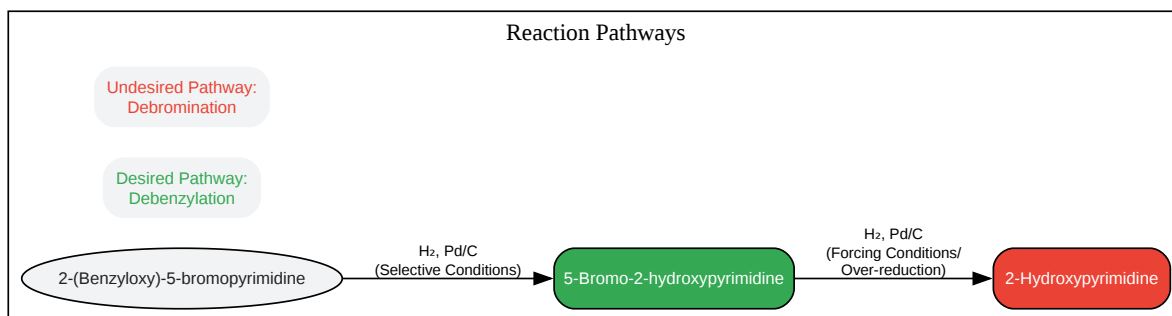 Reaction Pathways
Undesired Pathway:
Debromination
Desired Pathway:
Debenzylation
2-(Benzyloxy)-5-bromopyrimidine
H₂, Pd/C
(Selective Conditions)
5-Bromo-2-hydroxypyrimidine
H₂, Pd/C
(Forcing Conditions/
Over-reduction)
2-Hydroxypyrimidine